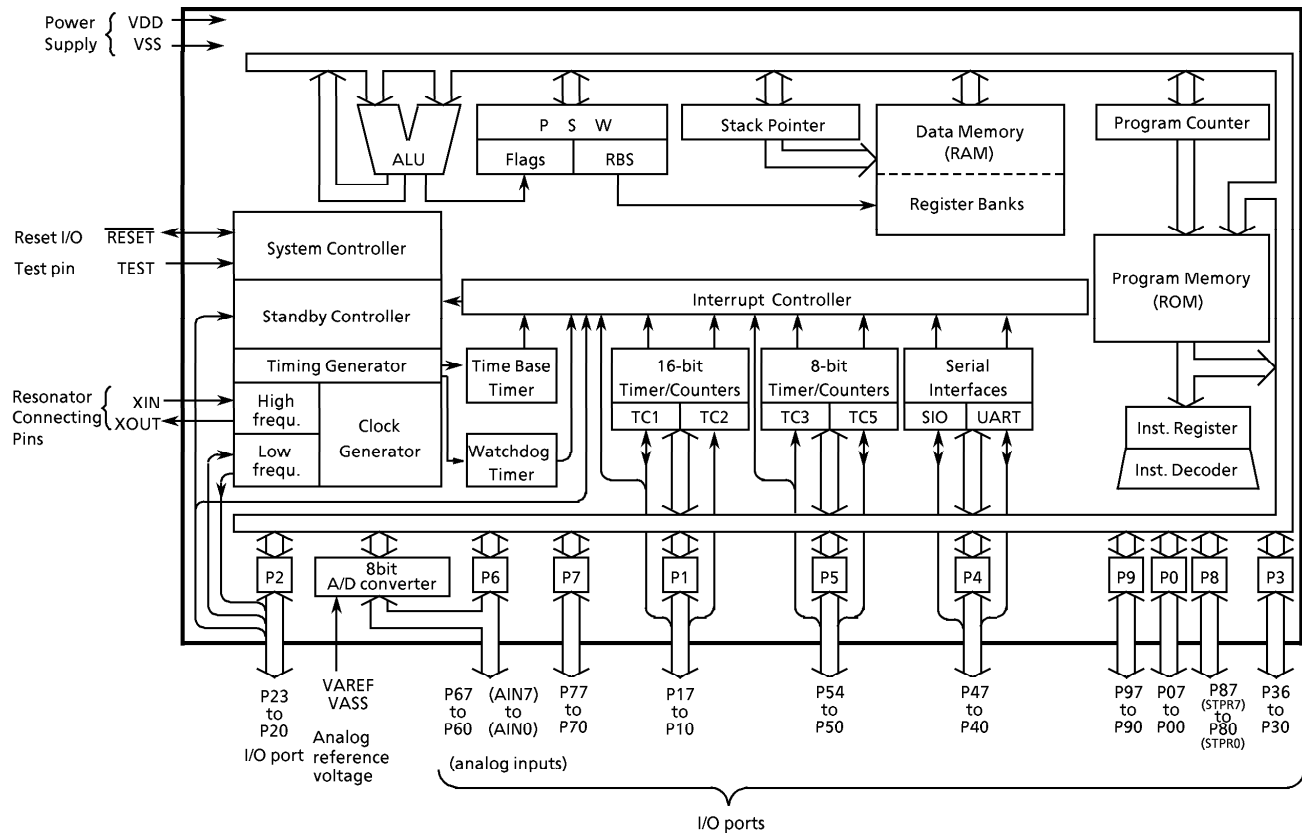 Power
Supply
VDD
VSS
P S W
Flags
RBS
ALU
Stack Pointer
Data Memory
(RAM)
Register Banks
Program Counter
Reset I/O
RESET
Test pin
TEST
System Controller
Standby Controller
Timing Generator
High
frequ.
Low
frequ.
Clock
Generator
Resonator
Connecting
Pins
XIN
XOUT
Interrupt Controller
Program Memory
(ROM)
Time Base
Timer
Watchdog
Timer
16-bit
Timer/Counters
TC1
TC2
8-bit
Timer/Counters
TC3
TC5
Serial
Interfaces
SIO
UART
Inst. Register
Inst. Decoder
P2
8bit
A/D converter
P6
P7
P1
P5
P4
P9
P0
P8
P3
P23
to
P20
I/O port
VAREF
VASS
Analog
reference
voltage
P67
to
P60
(AIN7)
to
(AIN0)
(analog inputs)
P77
to
P70
P17
to
P10
P54
to
P50
P47
to
P40
P97
to
P90
P07
to
P00
P87
(STPR7)
to
P80
(STPR0)
P36
to
P30
I/O ports